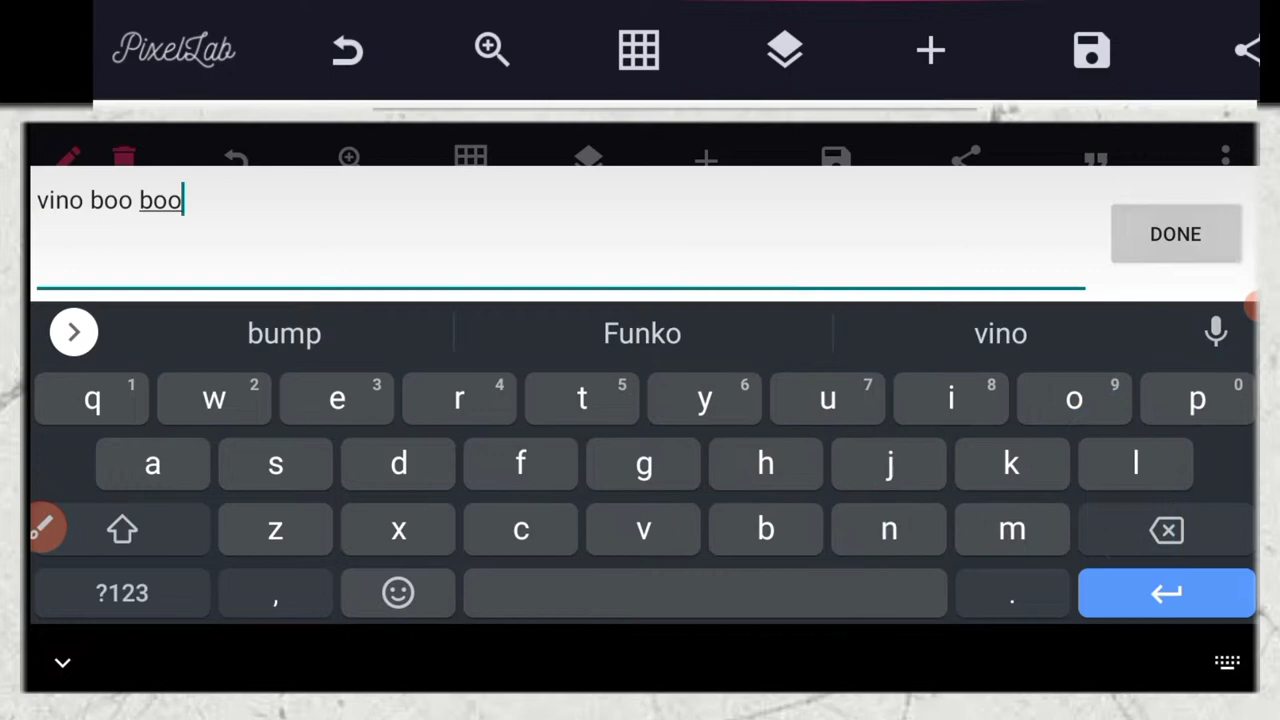 PixelLab
vino boo boo
DONE
bump Funko vino
q 1 w 2 e 3 r 4 t 5 y 6 u 7 i 8 o 9 p 0
a s d f g h j k l
z x c v b n m
?123 , .